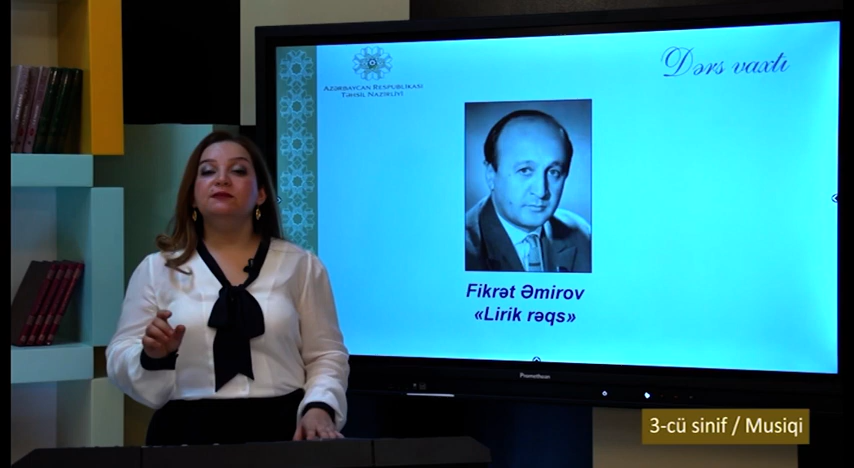 Dərs vaxtı
AZƏRBAYCAN RESPUBLİKASI
TƏHSİL NAZİRLİYİ
Fikrət Əmirov
«Lirik rəqs»
Promethean
3-cü sinif / Musiqi